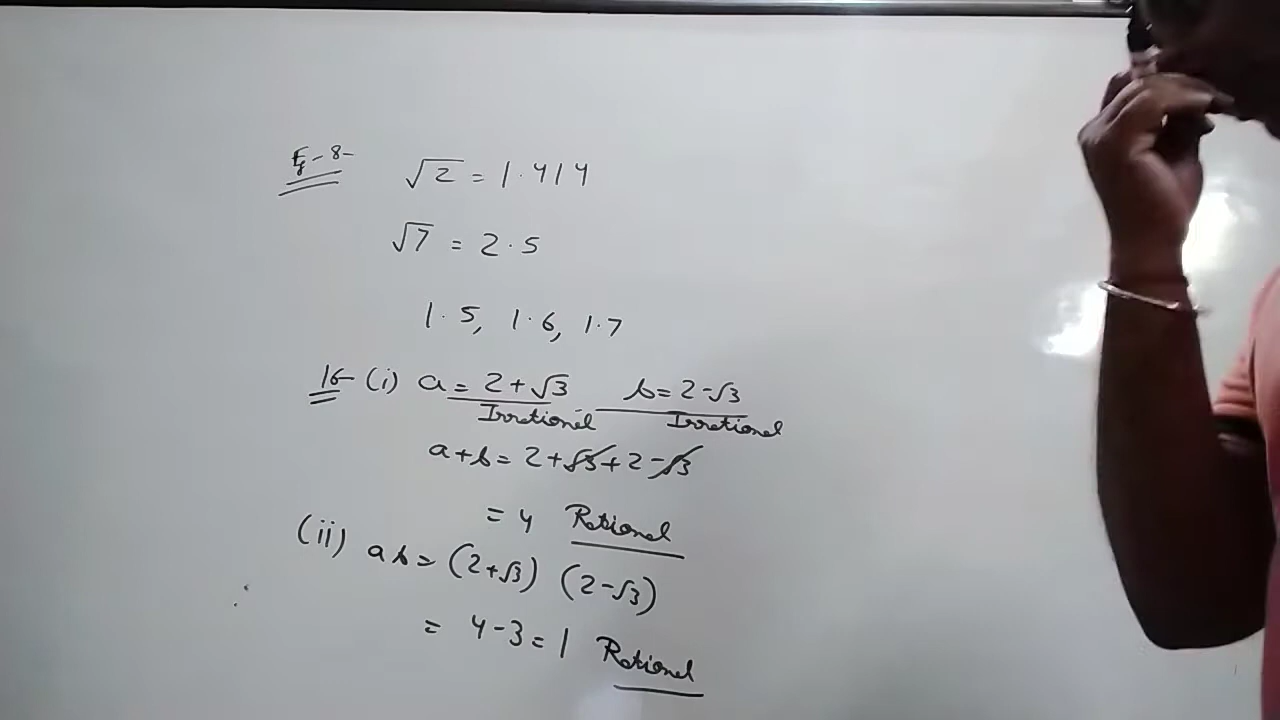 Eg-8- √2 = 1.414
√7 = 2.5
1.5, 1.6, 1.7
16- (i) a = 2+√3 b = 2-√3
Irrational Irrational
a+b = 2+√3+2-√3
= 4 Rational
(ii) ab = (2+√3) (2-√3)
= 4-3 = 1 Rational